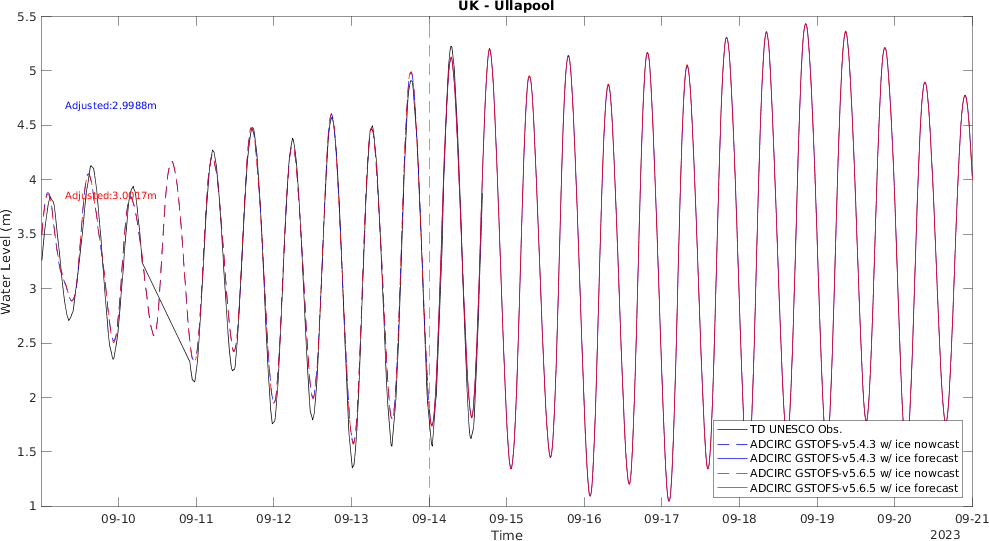 UK - Ullapool
5.5
5
4.5
4
3.5
3
2.5
2
1.5
1
Water Level (m)
Adjusted:2.9988m
Adjusted:3.0017m
TD UNESCO Obs.
ADCIRC GSTOFS-v5.4.3 w/ ice nowcast
ADCIRC GSTOFS-v5.4.3 w/ ice forecast
ADCIRC GSTOFS-v5.6.5 w/ ice nowcast
ADCIRC GSTOFS-v5.6.5 w/ ice forecast
09-10 09-11 09-12 09-13 09-14 09-15 09-16 09-17 09-18 09-19 09-20 09-21
Time
2023